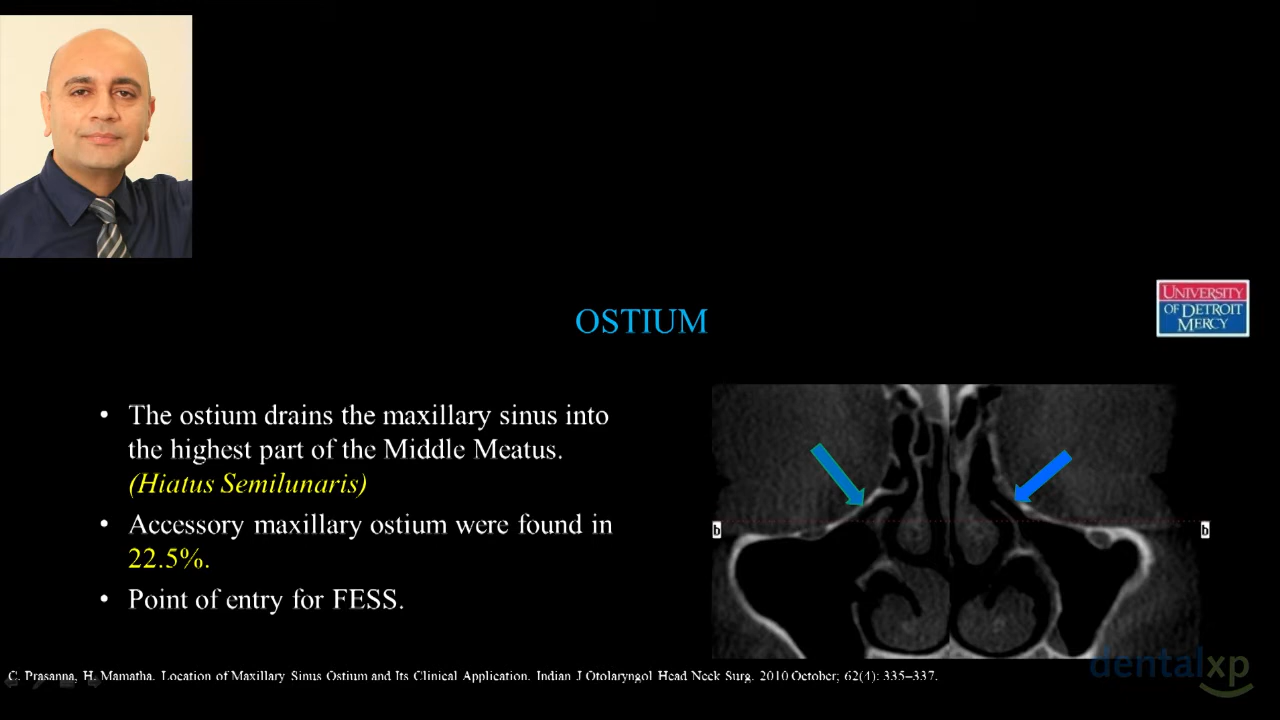 OSTIUM
UNIVERSITY
OF DETROIT
MERCY
• The ostium drains the maxillary sinus into
the highest part of the Middle Meatus.
(Hiatus Semilunaris)
• Accessory maxillary ostium were found in
22.5%.
• Point of entry for FESS.
b
b
C. Prasanna, H. Mamatha. Location of Maxillary Sinus Ostium and Its Clinical Application. Indian J Otolaryngol Head Neck Surg. 2010 October; 62(4): 335–337.
dentalxp